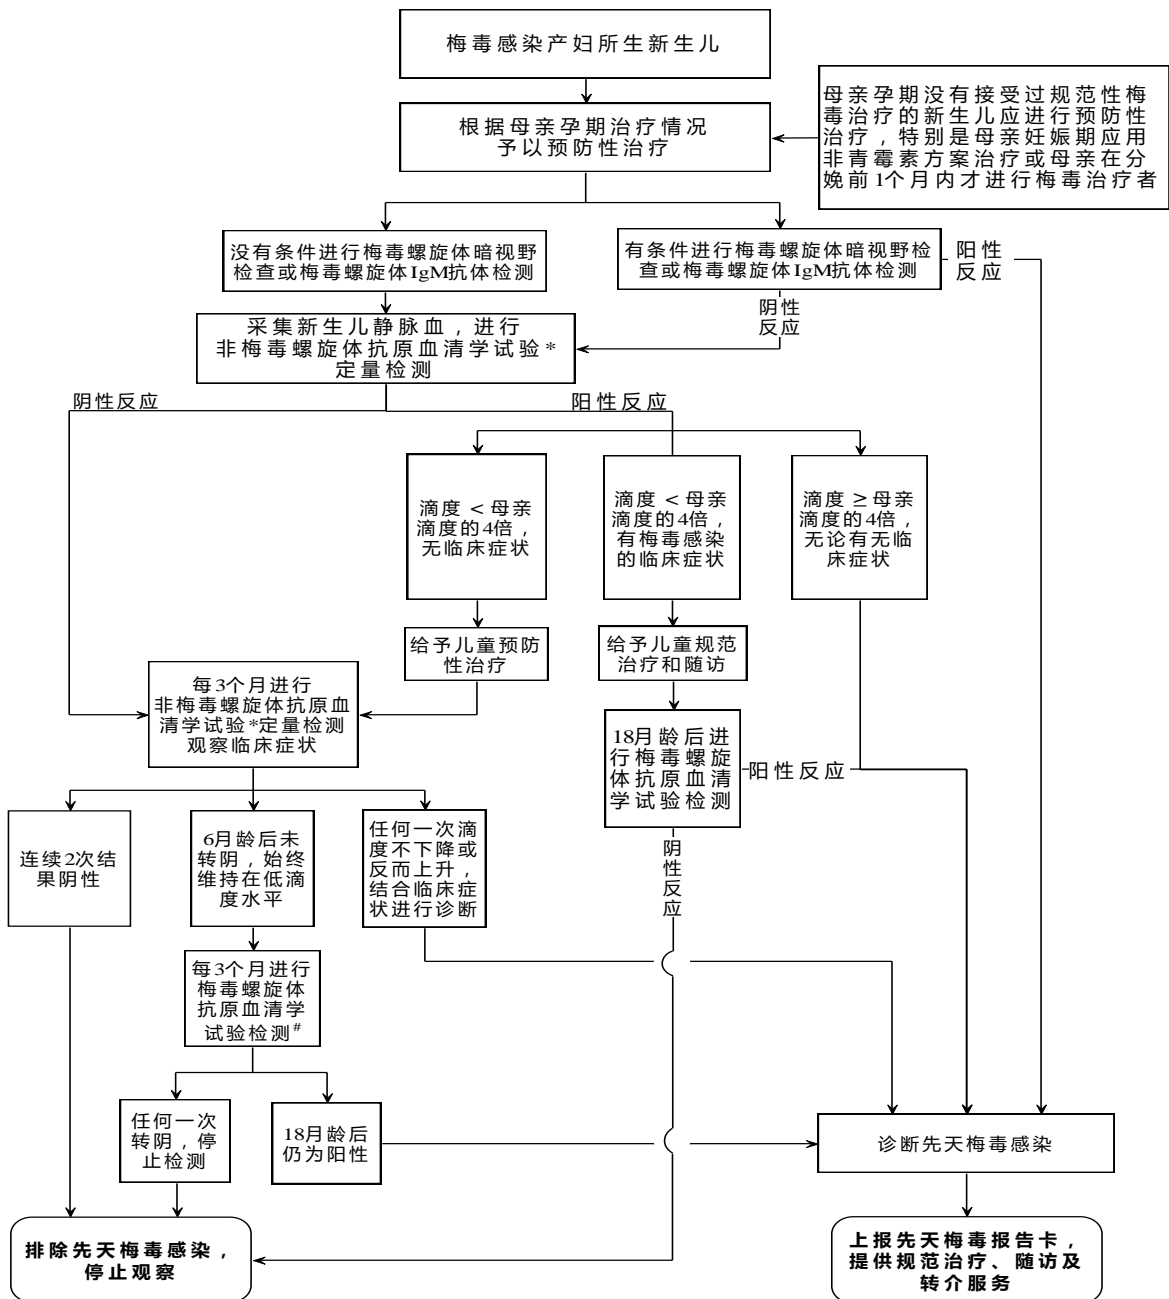 梅毒感染产妇所生新生儿
根据母亲孕期治疗情况
予以预防性治疗
母亲孕期没有接受过规范性梅
毒治疗的新生儿应进行预防性
治疗，特别是母亲妊娠期应用
非青霉素方案治疗或母亲在分
娩前1个月内才进行梅毒治疗者
没有条件进行梅毒螺旋体暗视野
检查或梅毒螺旋体IgM抗体检测
有条件进行梅毒螺旋体暗视野检
查或梅毒螺旋体IgM抗体检测
阳性
反应
阴性
反应
采集新生儿静脉血，进行
非梅毒螺旋体抗原血清学试验*
定量检测
阴性反应
阳性反应
滴度＜母亲
滴度的4倍，
无临床症状
滴度＜母亲
滴度的4倍，
有梅毒感染
的临床症状
滴度≥母亲
滴度的4倍，
无论有无临
床症状
给予儿童预防
性治疗
给予儿童规范
治疗和随访
每3个月进行
非梅毒螺旋体抗原血
清学试验*定量检测
观察临床症状
18月龄后进
行梅毒螺旋
体抗原血清
学试验检测
阳性反应
阴
性
反
应
连续2次结
果阴性
6月龄后未
转阴，始终
维持在低滴
度水平
任何一次滴
度不下降或
反而上升，
结合临床症
状进行诊断
每3个月进行
梅毒螺旋体
抗原血清学
试验检测#
任何一次
转阴，停
止检测
18月龄后
仍为阳性
诊断先天梅毒感染
排除先天梅毒感染，
停止观察
上报先天梅毒报告卡，
提供规范治疗、随访及
转介服务